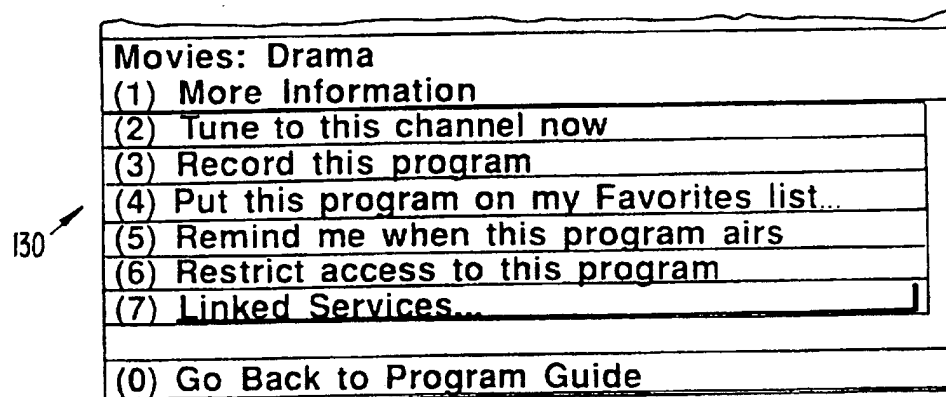 Movies: Drama
(1) More Information
(2) Tune to this channel now
(3) Record this program
(4) Put this program on my Favorites list...
(5) Remind me when this program airs
(6) Restrict access to this program
(7) Linked Services...
(0) Go Back to Program Guide
130